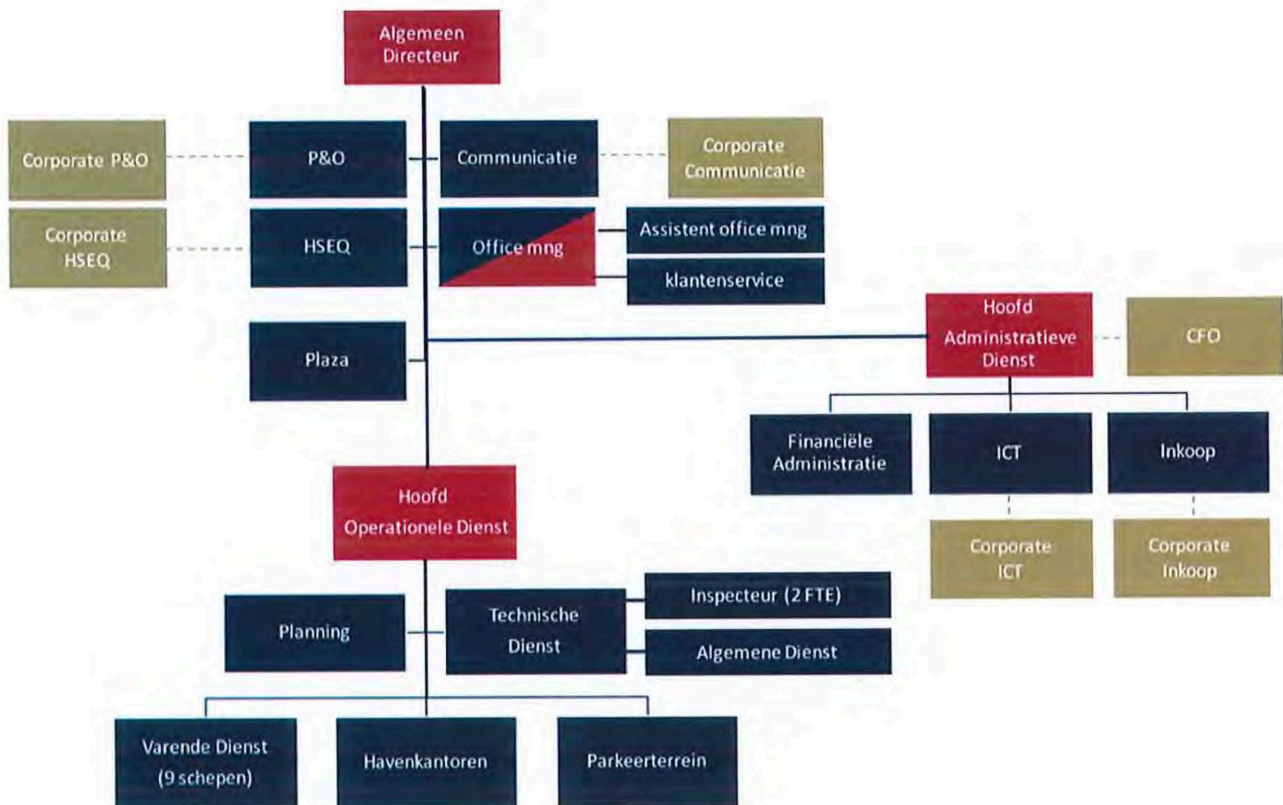 Algemeen
Directeur
Corporate P&O
P&O
Communicatie
Corporate
Communicatie
Corporate
HSEQ
HSEQ
Office mng
Assistent office mng
klantenservice
Plaza
Hoofd
Administratieve
Dienst
CFO
Financiële
Administratie
ICT
Inkoop
Corporate
ICT
Corporate
Inkoop
Hoofd
Operationele Dienst
Planning
Technische
Dienst
Inspecteur (2 FTE)
Algemene Dienst
Varende Dienst
(9 schepen)
Havenkantoren
Parkeerterrein